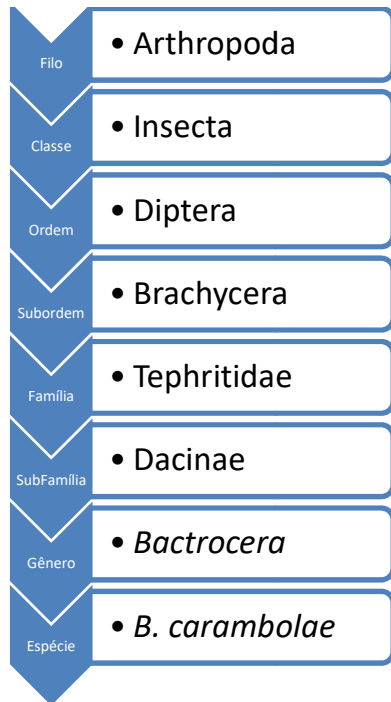 Filo
• Arthropoda
Classe
• Insecta
Ordem
• Diptera
Subordem
• Brachycera
Família
• Tephritidae
SubFamília
• Dacinae
Gênero
• Bactrocera
Espécie
• B. carambolae